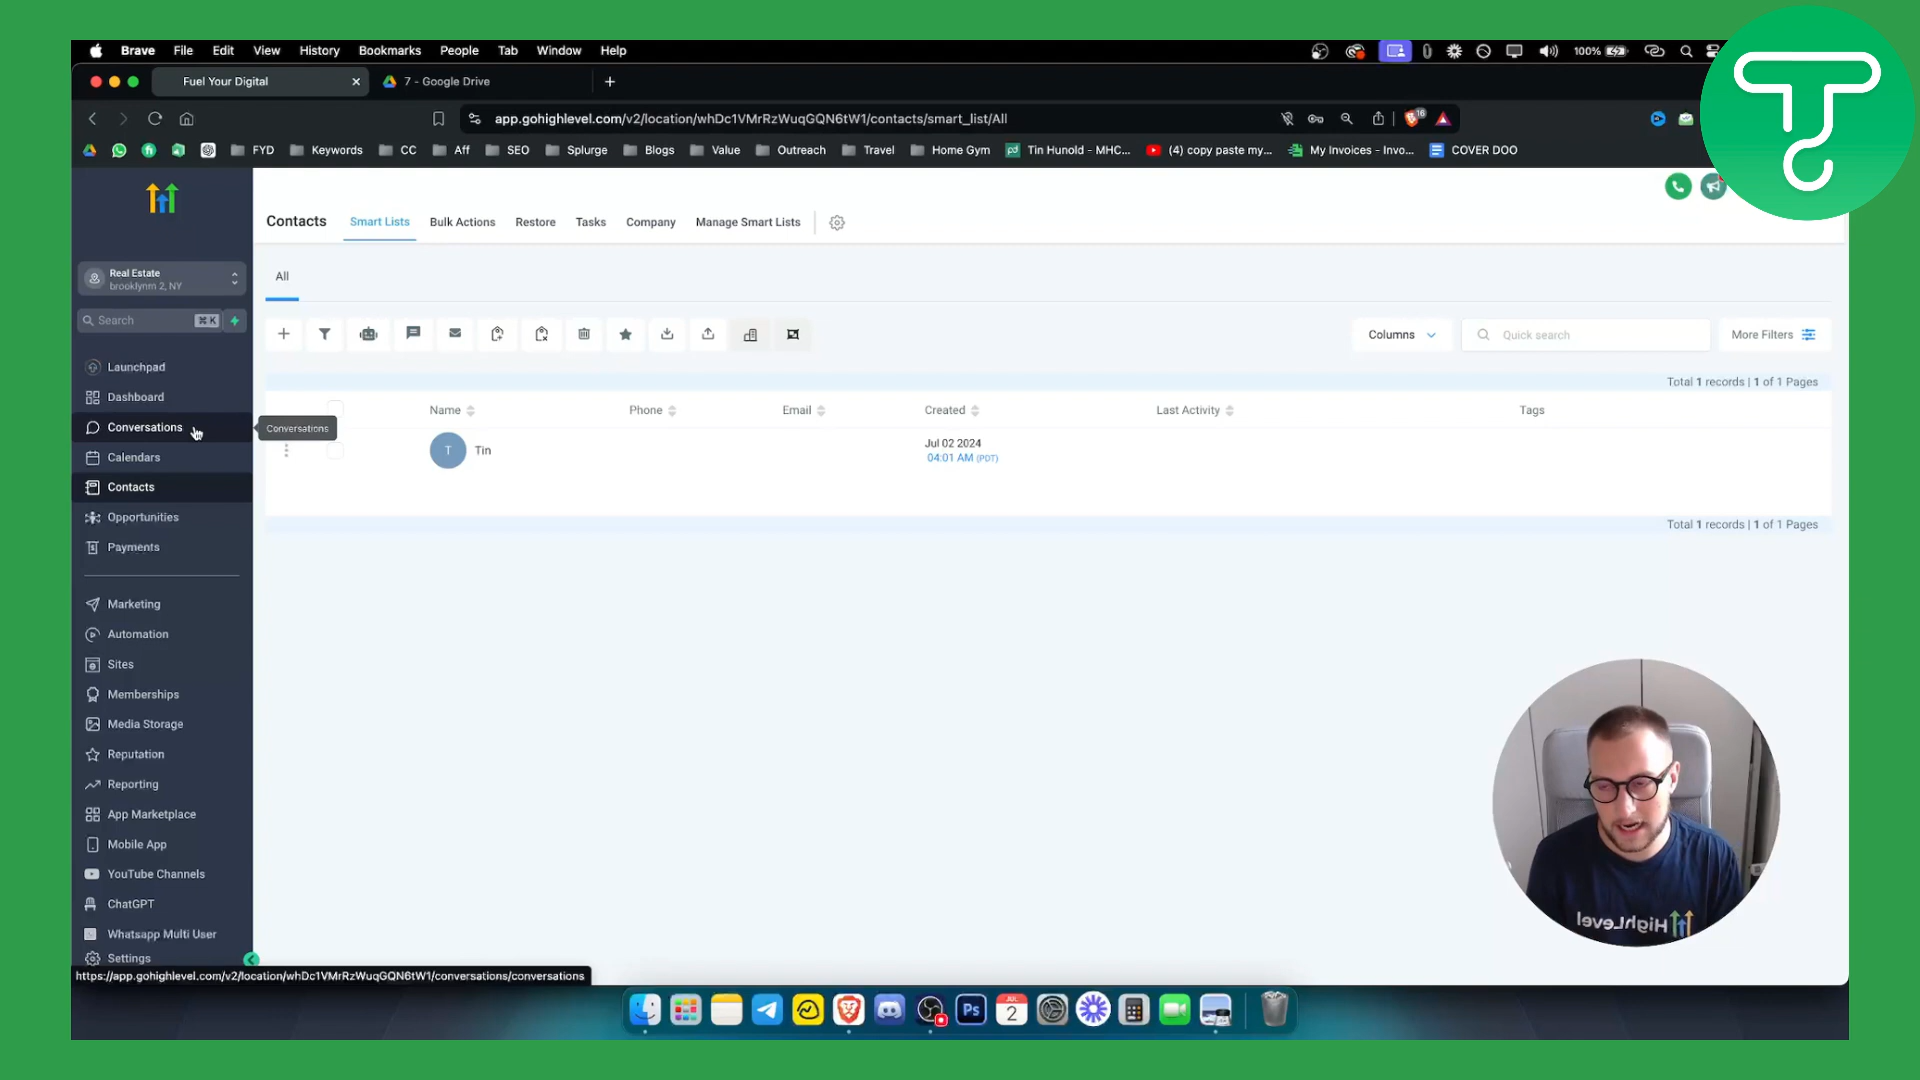 Brave File Edit View History Bookmarks People Tab Window Help
100%
Fuel Your Digital
7 - Google Drive
app.gohighlevel.com/v2/location/whDc1VMrRzWuqGQN6tW1/contacts/smart_list/All
16
FYD Keywords CC Aff SEO Splurge Blogs Value Outreach Travel Home Gym Tin Hunold - MHC... (4) copy paste my... My Invoices - Invo... COVER DOO
Contacts Smart Lists Bulk Actions Restore Tasks Company Manage Smart Lists
Real Estate
brooklynm 2, NY
Search ⌘ K
All
Columns Quick search More Filters
Launchpad
Dashboard
Conversations
Conversations
Calendars
Contacts
Opportunities
Payments
Marketing
Automation
Sites
Memberships
Media Storage
Reputation
Reporting
App Marketplace
Mobile App
YouTube Channels
ChatGPT
Whatsapp Multi User
Settings
Total 1 records | 1 of 1 Pages
Name Phone Email Created Last Activity Tags
T Tin Jul 02 2024
04:01 AM (PDT)
Total 1 records | 1 of 1 Pages
HighLevel
https://app.gohighlevel.com/v2/location/whDc1VMrRzWuqGQN6tW1/conversations/conversations
Ps
JUL
2